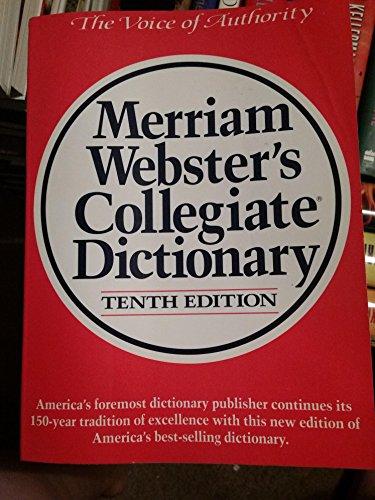 The Voice of Authority
Merriam
Webster's
Collegiate®
Dictionary
TENTH EDITION
America's foremost dictionary publisher continues its
150-year tradition of excellence with this new edition of
America's best-selling dictionary.